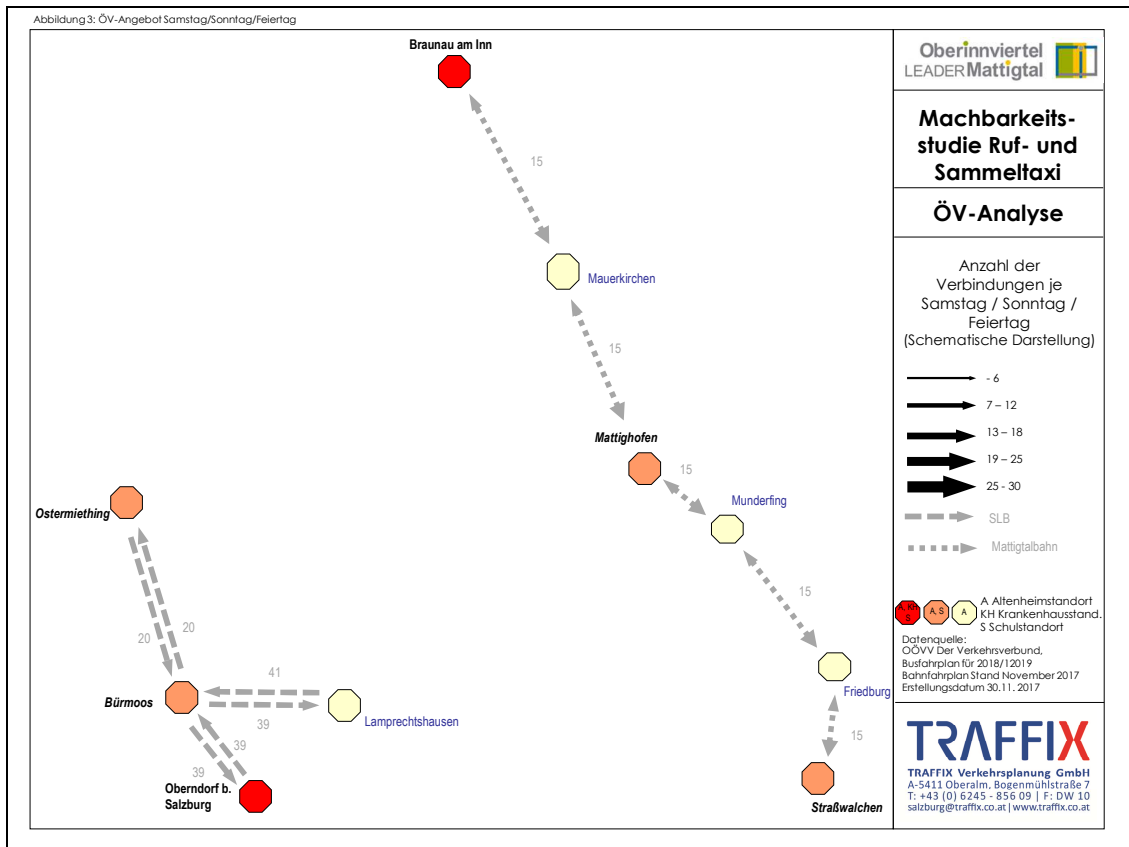 Abbildung 3: ÖV-Angebot Samstag/Sonntag/Feiertag
Braunau am Inn
15
Mauerkirchen
15
Mattighofen
15
Munderfing
15
Friedburg
15
Straßwalchen
Ostermiething
20
20
Bürmoos
41
39
Lamprechtshausen
39
39
Oberndorf b.
Salzburg
Oberinnviertel
LEADER Mattigtal
Machbarkeits-
studie Ruf- und
Sammeltaxi
ÖV-Analyse
Anzahl der
Verbindungen je
Samstag / Sonntag /
Feiertag
(Schematische Darstellung)
- 6
7 – 12
13 – 18
19 – 25
25 - 30
SLB
Mattigtalbahn
A, KH
S
A, S
A
A Altenheimstandort
KH Krankenhausstand.
S Schulstandort
Datenquelle:
OÖVV Der Verkehrsverbund,
Busfahrplan für 2018/12019
Bahnfahrplan Stand November 2017
Erstellungsdatum 30.11. 2017
TRAFFIX
TRAFFIX Verkehrsplanung GmbH
A-5411 Oberalm, Bogenmühlstraße 7
T: +43 (0) 6245 - 856 09 | F: DW 10
salzburg@traffix.co.at | www.traffix.co.at